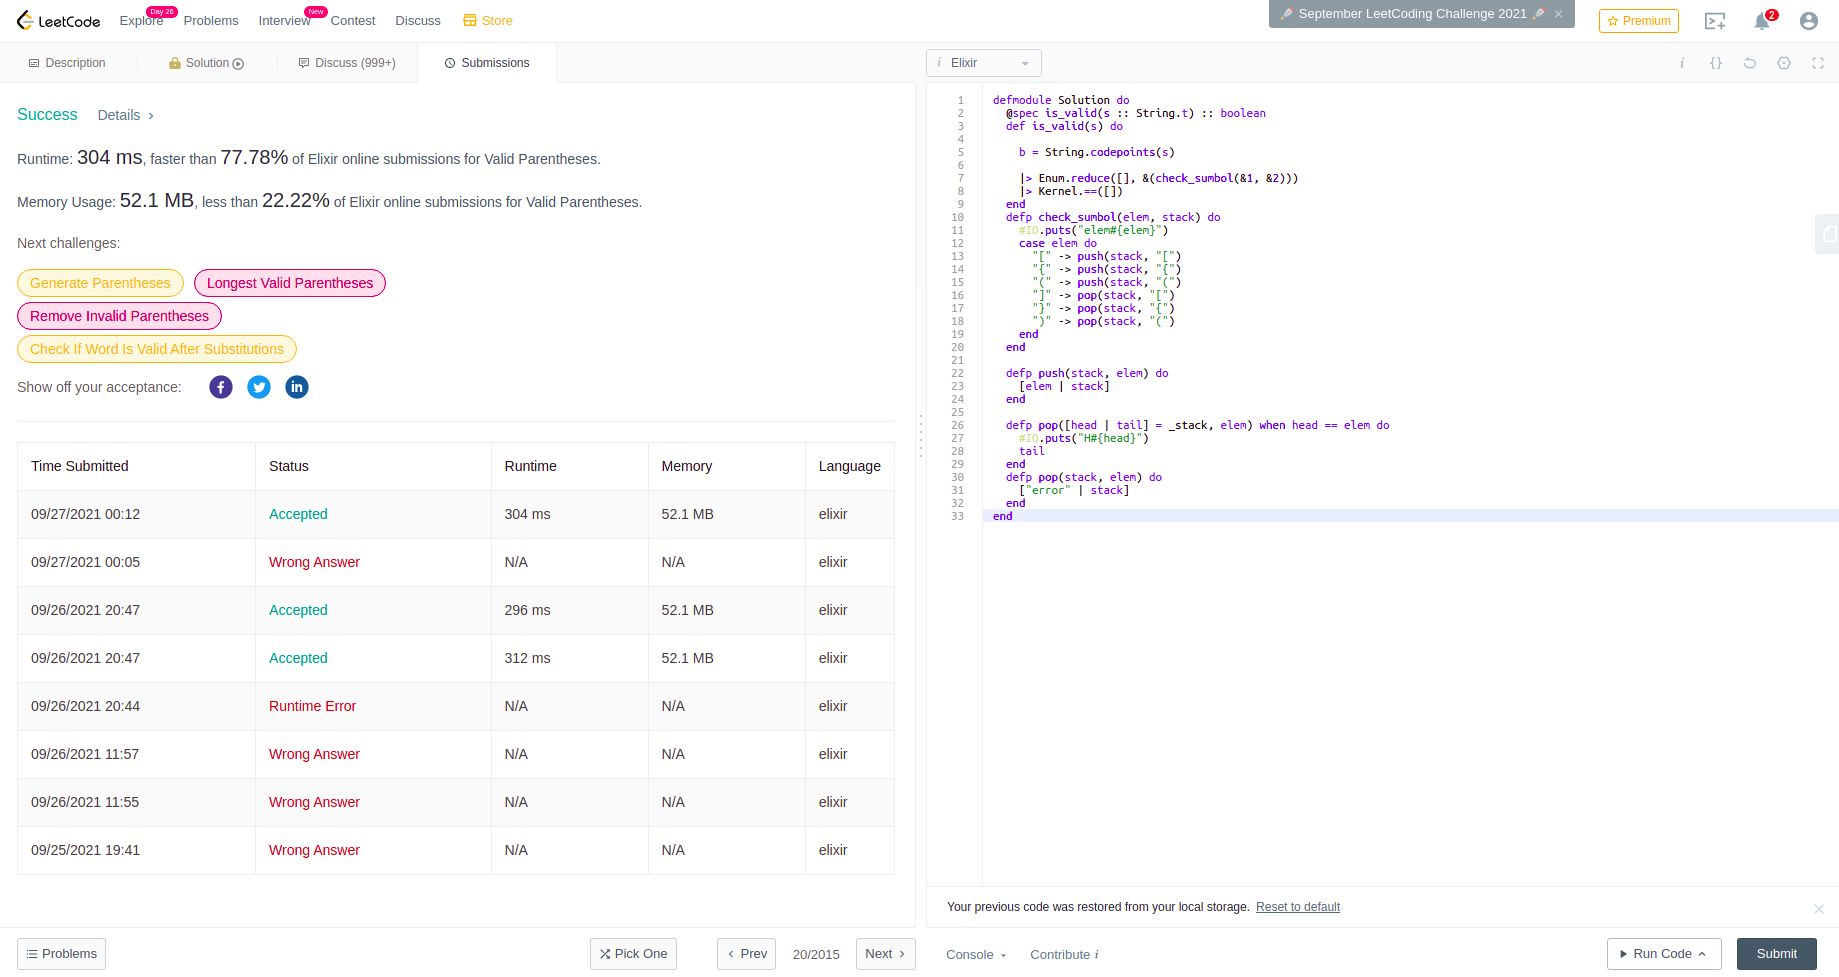 LeetCode Explore Day 26 Problems Interview New Contest Discuss Store September LeetCoding Challenge 2021 Premium 2
Description Solution Discuss (999+) Submissions
Success Details
Runtime: 304 ms, faster than 77.78% of Elixir online submissions for Valid Parentheses.
Memory Usage: 52.1 MB, less than 22.22% of Elixir online submissions for Valid Parentheses.
Next challenges:
Generate Parentheses Longest Valid Parentheses
Remove Invalid Parentheses
Check If Word Is Valid After Substitutions
Show off your acceptance:
Time Submitted Status Runtime Memory Language
09/27/2021 00:12 Accepted 304 ms 52.1 MB elixir
09/27/2021 00:05 Wrong Answer N/A N/A elixir
09/26/2021 20:47 Accepted 296 ms 52.1 MB elixir
09/26/2021 20:47 Accepted 312 ms 52.1 MB elixir
09/26/2021 20:44 Runtime Error N/A N/A elixir
09/26/2021 11:57 Wrong Answer N/A N/A elixir
09/26/2021 11:55 Wrong Answer N/A N/A elixir
09/25/2021 19:41 Wrong Answer N/A N/A elixir
Problems Pick One Prev 20/2015 Next
i Elixir
1 defmodule Solution do
2 @spec is_valid(s :: String.t) :: boolean
3 def is_valid(s) do
4
5 b = String.codepoints(s)
6
7 |> Enum.reduce([], &(check_sumbol(&1, &2)))
8 |> Kernel.==([])
9 end
10 defp check_sumbol(elem, stack) do
11 #IO.puts("elem#{elem}")
12 case elem do
13 "[" -> push(stack, "[")
14 "{" -> push(stack, "{")
15 "(" -> push(stack, "(")
16 "]" -> pop(stack, "[")
17 "}" -> pop(stack, "{")
18 ")" -> pop(stack, "(")
19 end
20 end
21
22 defp push(stack, elem) do
23 [elem | stack]
24 end
25
26 defp pop([head | tail] = _stack, elem) when head == elem do
27 #IO.puts("H#{head}")
28 tail
29 end
30 defp pop(stack, elem) do
31 ["error" | stack]
32 end
33 end
Your previous code was restored from your local storage. Reset to default
Console Contribute i Run Code Submit